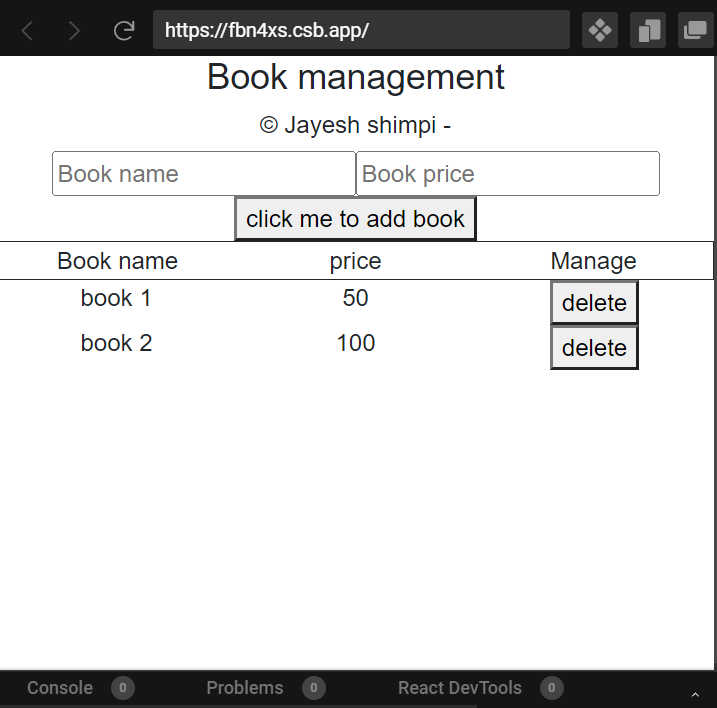 https://fbn4xs.csb.app/
Book management
© Jayesh shimpi -
Book name Book price
click me to add book
Book name price Manage
book 1 50 delete
book 2 100 delete
Console 0 Problems 0 React DevTools 0